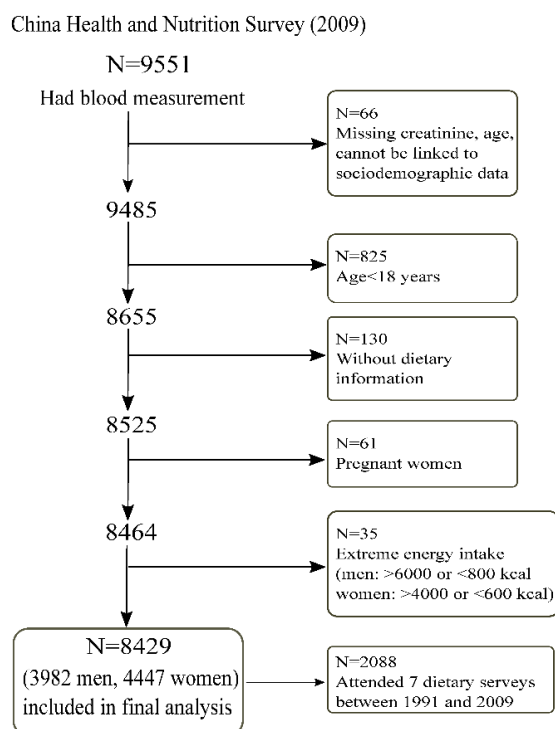 China Health and Nutrition Survey (2009)
N=9551
Had blood measurement
N=66
Missing creatinine, age,
cannot be linked to
sociodemographic data
9485
N=825
Age<18 years
8655
N=130
Without dietary
information
8525
N=61
Pregnant women
8464
N=35
Extreme energy intake
(men: >6000 or <800 kcal
women: >4000 or <600 kcal)
N=8429
(3982 men, 4447 women)
included in final analysis
N=2088
Attended 7 dietary surveys
between 1991 and 2009